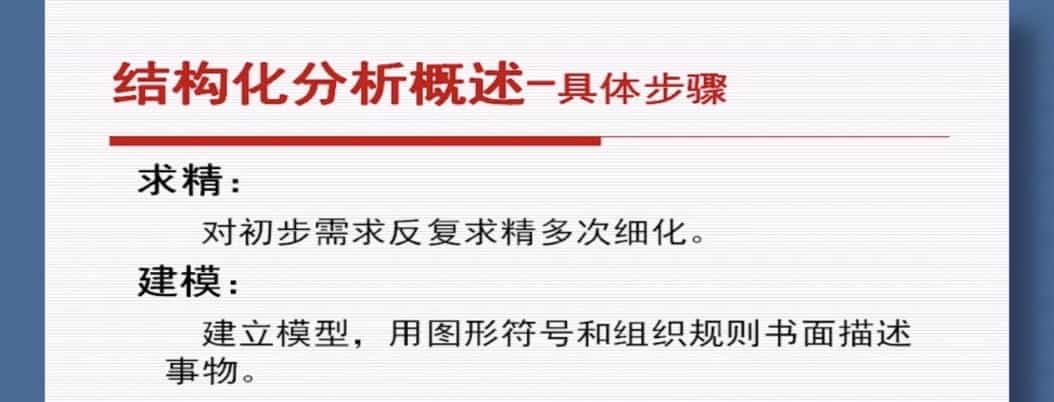 结构化分析概述-具体步骤
求精：
对初步需求反复求精多次细化。
建模：
建立模型，用图形符号和组织规则书面描述
事物。